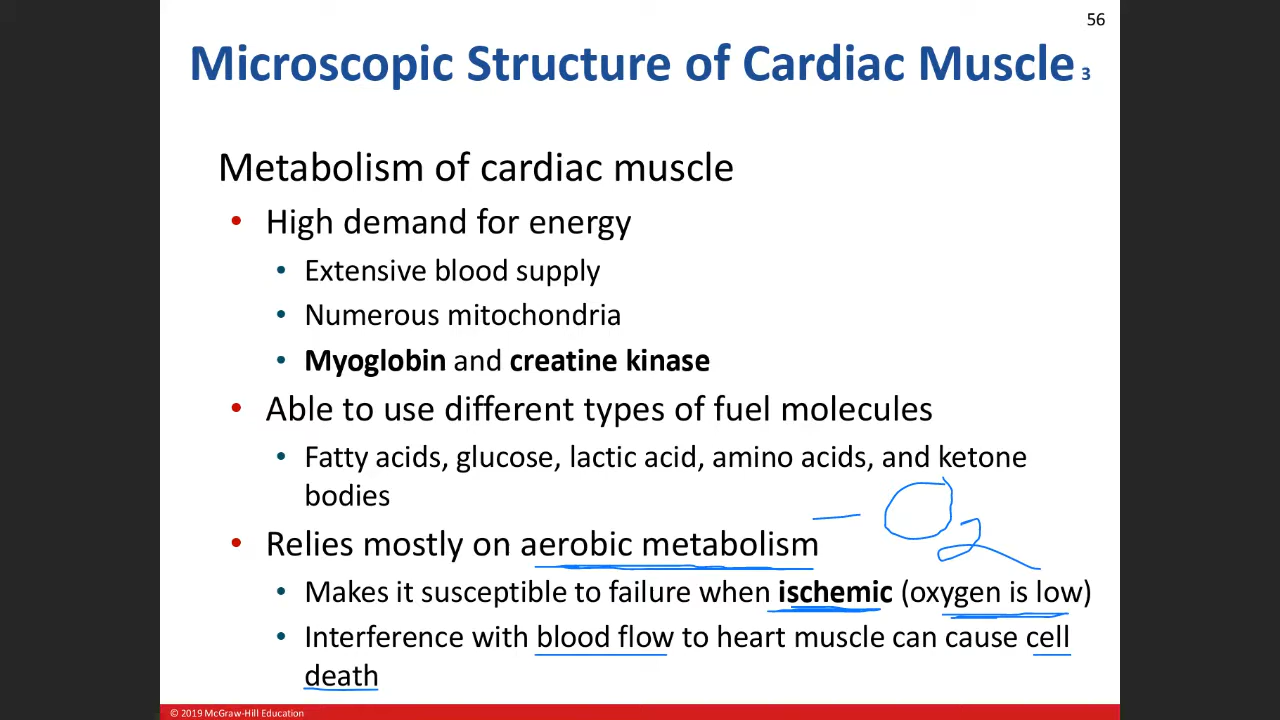 56
Microscopic Structure of Cardiac Muscle 3
Metabolism of cardiac muscle
• High demand for energy
• Extensive blood supply
• Numerous mitochondria
• Myoglobin and creatine kinase
• Able to use different types of fuel molecules
• Fatty acids, glucose, lactic acid, amino acids, and ketone
bodies
– O2
• Relies mostly on aerobic metabolism
• Makes it susceptible to failure when ischemic (oxygen is low)
• Interference with blood flow to heart muscle can cause cell
death
© 2019 McGraw-Hill Education